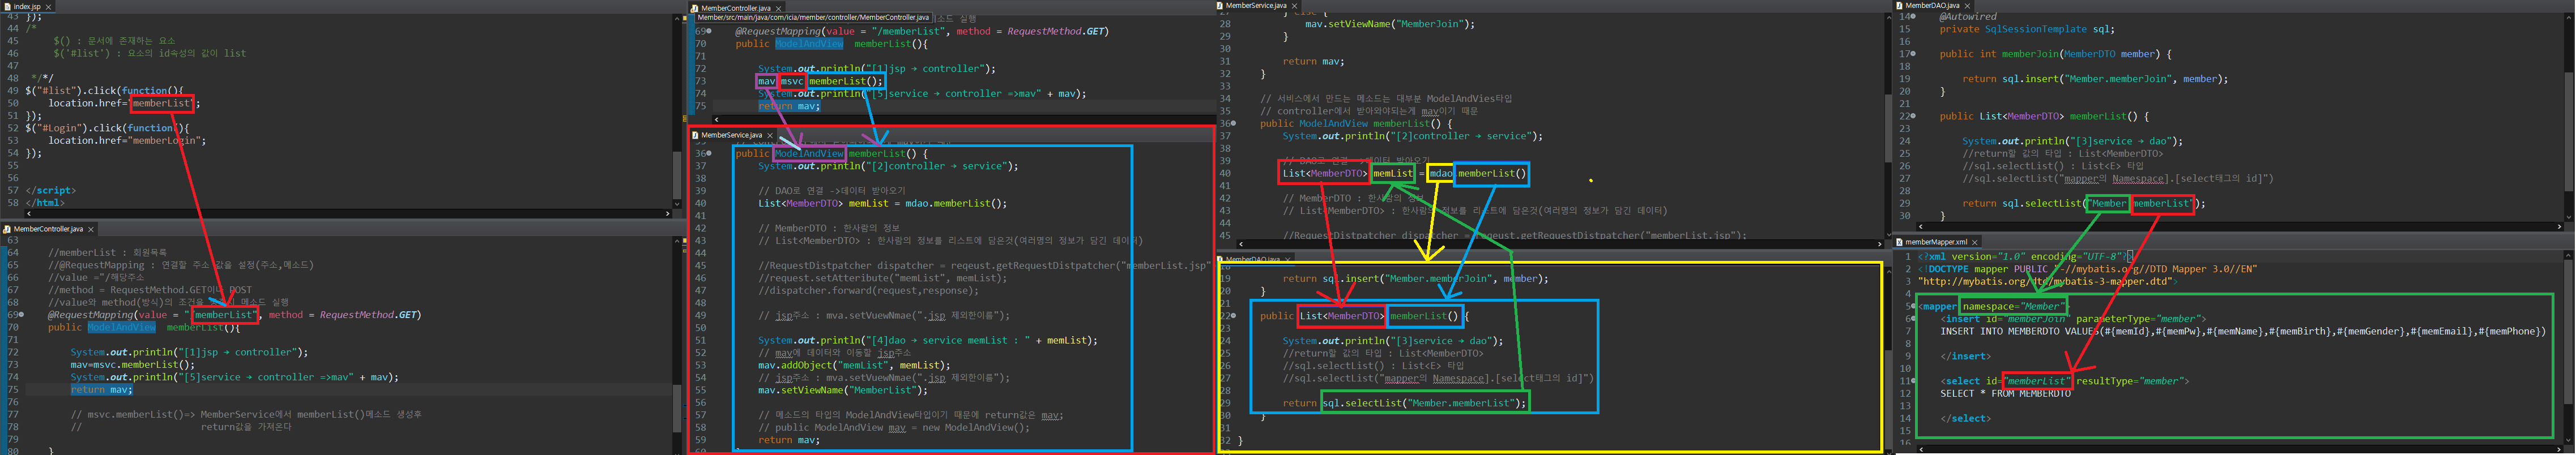 index.jsp
43 });
44 /*
45 $() : 문서에 존재하는 요소
46 $('#list') : 요소의 id속성의 값이 list
47
48 */*/
49 $("#list").click(function(){
50 location.href="memberList";
51 });
52 $("#Login").click(function(){
53 location.href="memberLogin";
54 });
55
56
57 </script>
58 </html>
MemberController.java
63
64 //memberList : 회원목록
65 //@RequestMapping : 연결할 주소 값을 설정(주소,메소드)
66 //value ="/해당주소
67 //method = RequestMethod.GET이나 POST
68 //value와 method(방식)의 조건을 메소드 실행
69 @RequestMapping(value = "/memberList", method = RequestMethod.GET)
70 public ModelAndView memberList(){
71
72 System.out.println("[1]jsp → controller");
73 mav=msvc.memberList();
74 System.out.println("[5]service → controller =>mav" + mav);
75 return mav;
76
77 // msvc.memberList()=> MemberService에서 memberList()메소드 생성후
78 // return값을 가져온다
79
80 }
MemberController.java
Member/src/main/java/com/icia/member/controller/MemberController.java
소드 실행
69 @RequestMapping(value = "/memberList", method = RequestMethod.GET)
70 public ModelAndView memberList(){
71
72 System.out.println("[1]jsp → controller");
73 mav msvc memberList();
74 System.out.println("[5]service → controller =>mav" + mav);
75 return mav;
MemberService.java
36 public ModelAndView memberList() {
37 System.out.println("[2]controller → service");
38
39 // DAO로 연결 ->데이터 받아오기
40 List<MemberDTO> memList = mdao.memberList();
41
42 // MemberDTO : 한사람의 정보
43 // List<MemberDTO> : 한사람의 정보를 리스트에 담은것(여러명의 정보가 담긴 데이터)
44
45 //RequestDistpatcher dispatcher = reqeust.getRequestDistpatcher("memberList.jsp"
46 //request.setAttribute("memList", memList);
47 //dispatcher.forward(request,response);
48
49 // jsp주소 : mva.setVuewNmae(".jsp 제외한이름");
50
51 System.out.println("[4]dao → service memList : " + memList);
52 // mav에 데이터와 이동할 jsp주소
53 mav.addObject("memList", memList);
54 // jsp주소 : mva.setVuewNmae(".jsp 제외한이름");
55 mav.setViewName("MemberList");
56
57 // 메소드의 타입의 ModelAndView타입이기 때문에 return값은 mav;
58 // public ModelAndView mav = new ModelAndView();
59 return mav;
60
MemberService.java
} else {
28 mav.setViewName("MemberJoin");
29 }
30
31 return mav;
32 }
33
34 // 서비스에서 만드는 메소드는 대부분 ModelAndVies타입
35 // controller에서 받아와야되는게 mav이기 때문
36 public ModelAndView memberList() {
37 System.out.println("[2]controller → service");
38
39 // DAO로 연결 ->데이터 받아오기
40 List<MemberDTO> memList = mdao memberList()
41
42 // MemberDTO : 한사람의 정보
43 // List<MemberDTO> : 한사람의 정보를 리스트에 담은것(여러명의 정보가 담긴 데이터)
44
45 //RequestDistpatcher dispatcher = reqeust.getRequestDistpatcher("memberList.jsp");
MemberDAO.java
19 return sql.insert("Member.memberJoin", member);
20 }
21
22 public List<MemberDTO> memberList() {
23
24 System.out.println("[3]service → dao");
25 //return할 값의 타입 : List<MemberDTO>
26 //sql.selectList() : List<E> 타입
27 //sql.selectList("mapper의 Namespace].[select태그의 id]")
28
29 return sql.selectList("Member.memberList");
30 }
31
32 }
MemberDAO.java
14 @Autowired
15 private SqlSessionTemplate sql;
16
17 public int memberJoin(MemberDTO member) {
18
19 return sql.insert("Member.memberJoin", member);
20 }
21
22 public List<MemberDTO> memberList() {
23
24 System.out.println("[3]service → dao");
25 //return할 값의 타입 : List<MemberDTO>
26 //sql.selectList() : List<E> 타입
27 //sql.selectList("mapper의 Namespace].[select태그의 id]")
28
29 return sql.selectList("Member memberList");
30 }
memberMapper.xml
1 <?xml version="1.0" encoding="UTF-8"?>
2 <!DOCTYPE mapper PUBLIC "-//mybatis.org//DTD Mapper 3.0//EN"
3 "http://mybatis.org/dtd/mybatis-3-mapper.dtd">
4
5 <mapper namespace="Member">
6 <insert id="memberJoin" parameterType="member">
7 INSERT INTO MEMBERDTO VALUES(#{memId},#{memPw},#{memName},#{memBirth},#{memGender},#{memEmail},#{memPhone})
8
9 </insert>
10
11 <select id="memberList" resultType="member">
12 SELECT * FROM MEMBERDTO
13
14 </select>
15
16